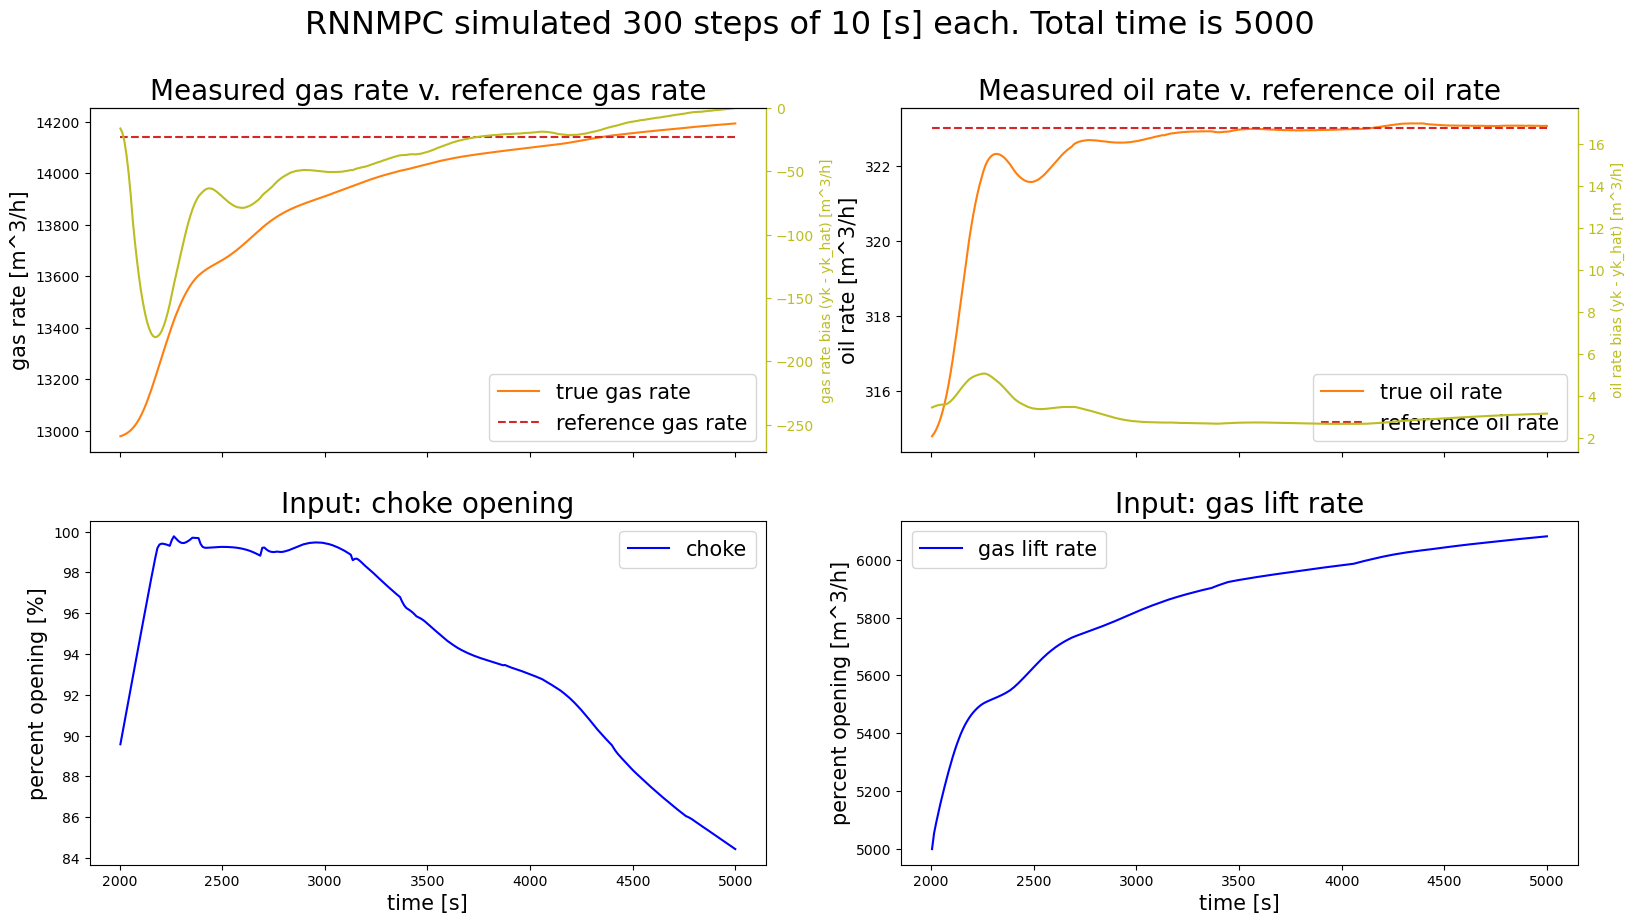 RNNMPC simulated 300 steps of 10 [s] each. Total time is 5000
Measured gas rate v. reference gas rate
gas rate [m^3/h]
14200
14000
13800
13600
13400
13200
13000
0
−50
−100
−150
−200
−250
gas rate bias (yk - yk_hat) [m^3/h]
true gas rate
reference gas rate
Measured oil rate v. reference oil rate
oil rate [m^3/h]
322
320
318
316
16
14
12
10
8
6
4
2
oil rate bias (yk - yk_hat) [m^3/h]
true oil rate
reference oil rate
Input: choke opening
percent opening [%]
100
98
96
94
92
90
88
86
84
choke
2000
2500
3000
3500
4000
4500
5000
time [s]
Input: gas lift rate
percent opening [m^3/h]
6000
5800
5600
5400
5200
5000
gas lift rate
2000
2500
3000
3500
4000
4500
5000
time [s]